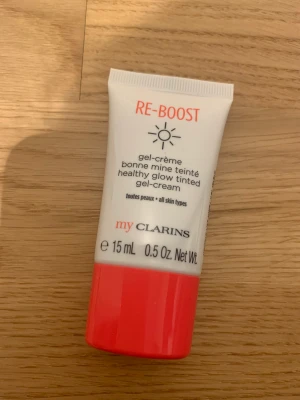 RE-BOOST
gel-crème
bonne mine teinté
healthy glow tinted
gel-cream
toutes peaux • all skin types
my CLARINS
e 15 mL 0.5 Oz. Net Wt.